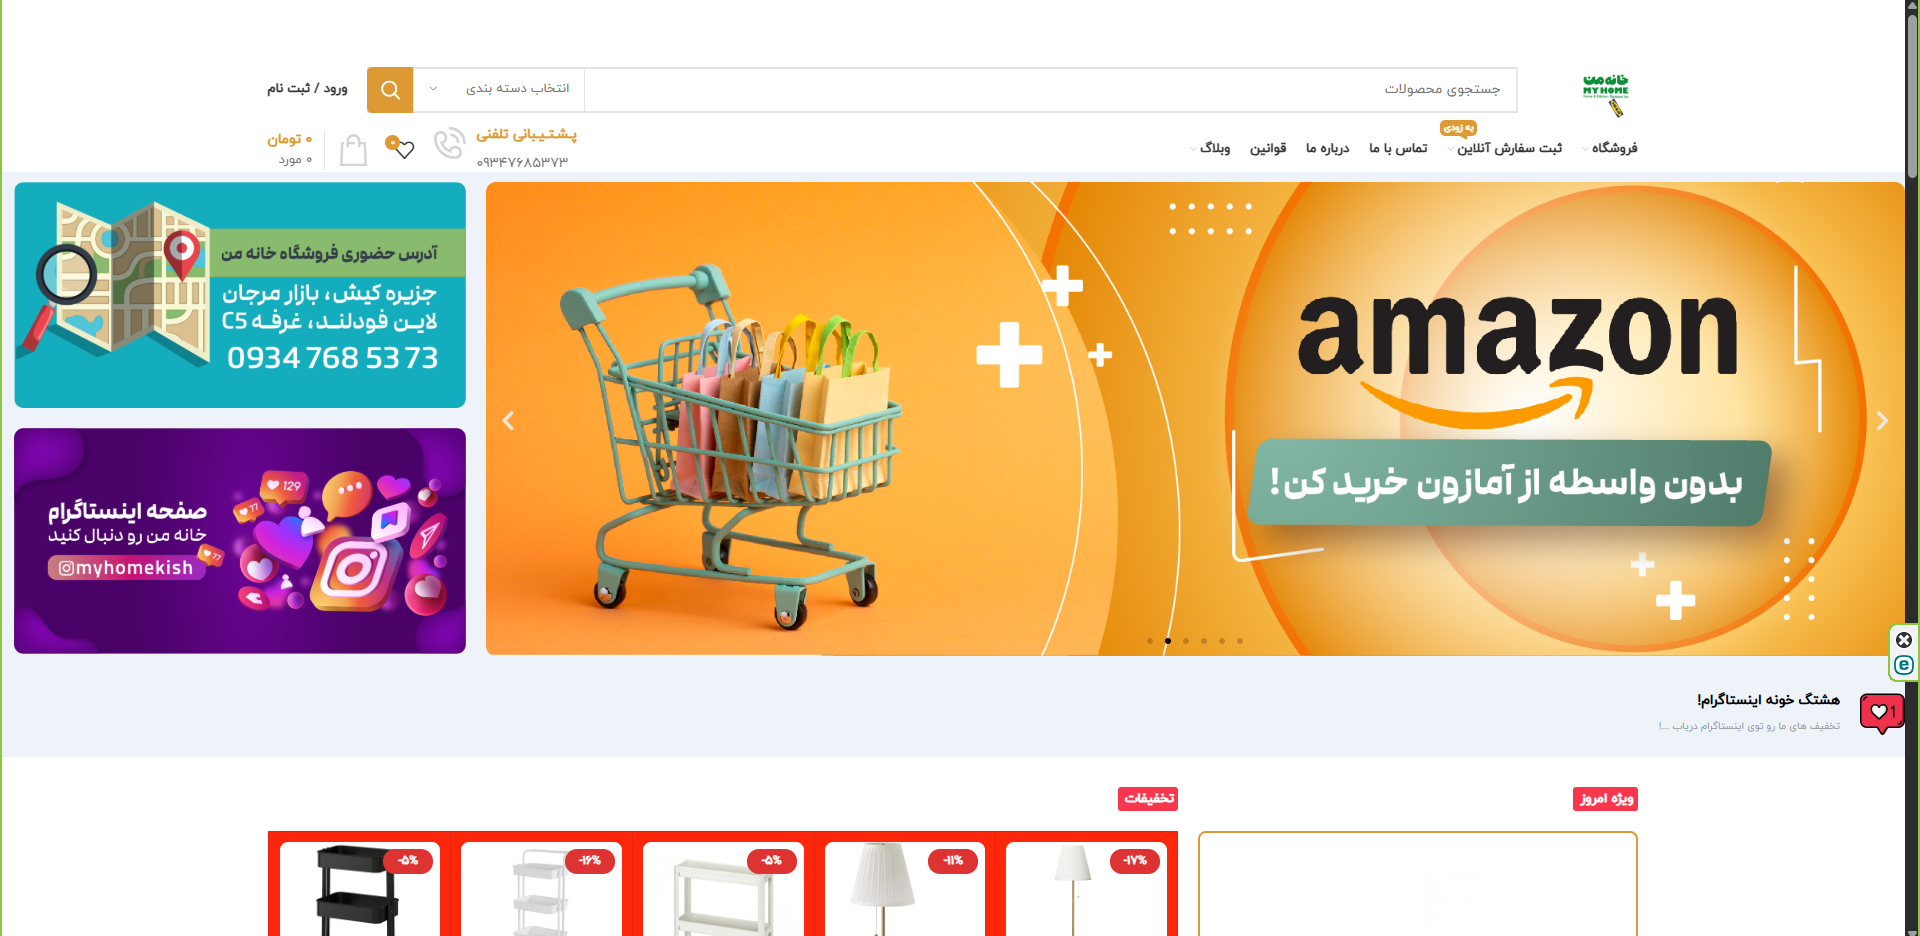 خانه من
MY HOME
جستجوی محصولات
انتخاب دسته بندی
ورود / ثبت نام
به زودی
فروشگاه
ثبت سفارش آنلاین
تماس با ما
درباره ما
قوانین
وبلاگ
پـشـتـیـبانی تلفنی
۰۹۳۴۷۶۸۵۳۷۳
۰
۰ تومان
۰ مورد
amazon
بدون واسطه از آمازون خرید کن!
آدرس حضوری فروشگاه خانه من
جزیره کیش، بازار مرجان
لایـن فودلنـد، غرفـه C5
0934 768 53 73
صفحه اینستاگرام
خانه من رو دنبال کنید
myhomekish
129
77
77
هشتگ خونه اینستاگرام!
تخفیف های ما رو توی اینستاگرام دریاب ...!
1
ویژه امروز
تخفیفات
-۱۷%
-۱۱%
-۵%
-۱۶%
-۵%